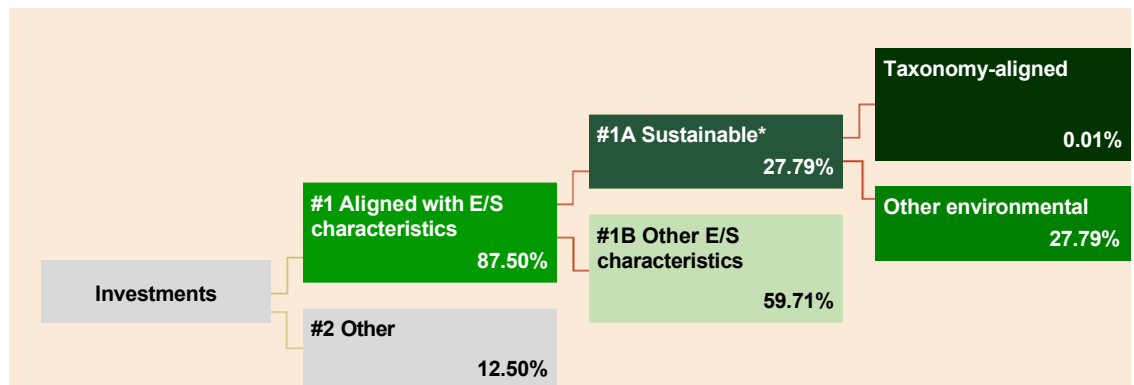 Investments
#1 Aligned with E/S
characteristics
87.50%
#2 Other
12.50%
#1A Sustainable*
27.79%
#1B Other E/S
characteristics
59.71%
Taxonomy-aligned
0.01%
Other environmental
27.79%